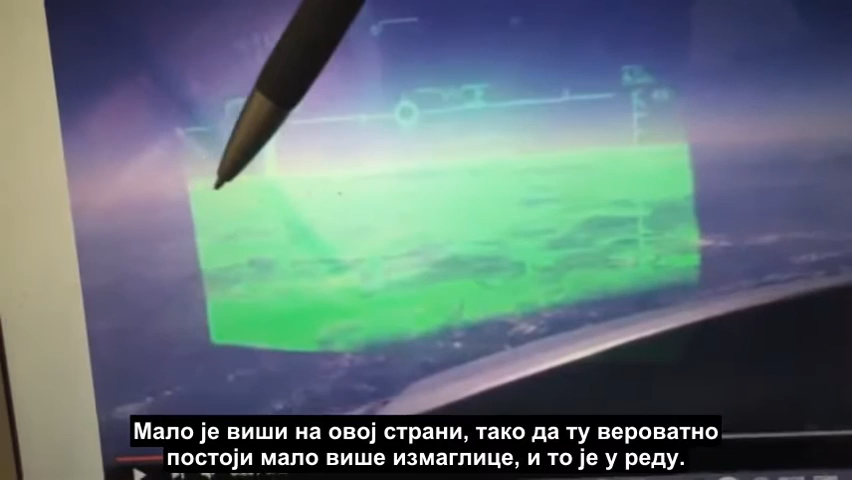 Мало је виши на овој страни, тако да ту вероватно
постоји мало више измаглице, и то је у реду.